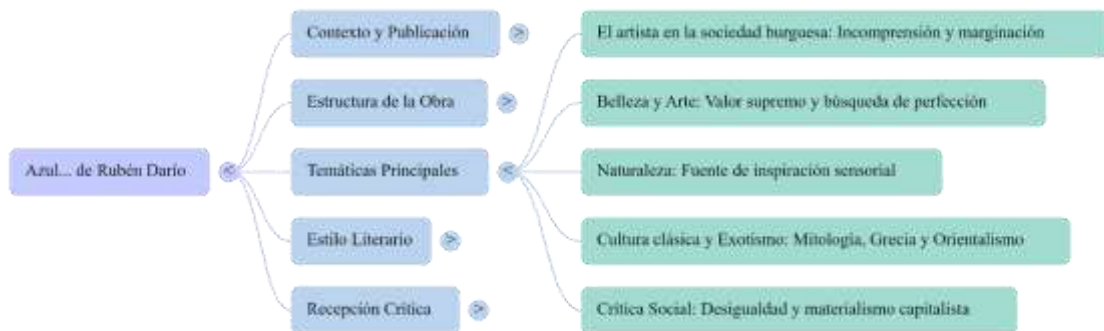 Azul... de Rubén Darío
<
Contexto y Publicación
>
Estructura de la Obra
>
Temáticas Principales
<
Estilo Literario
>
Recepción Crítica
>
El artista en la sociedad burguesa: Incomprensión y marginación
Belleza y Arte: Valor supremo y búsqueda de perfección
Naturaleza: Fuente de inspiración sensorial
Cultura clásica y Exotismo: Mitología, Grecia y Orientalismo
Crítica Social: Desigualdad y materialismo capitalista